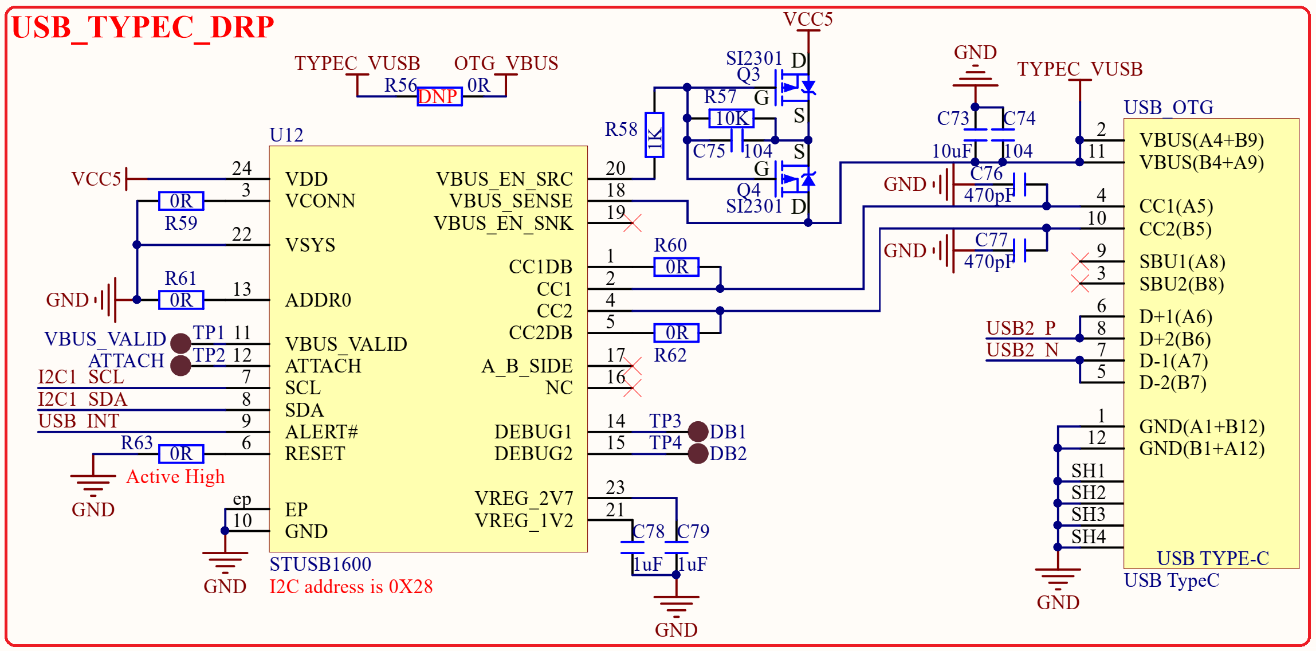 USB_TYPEC_DRP
VCC5
TYPEC_VUSB
OTG_VBUS
R56
DNP
0R
SI2301
Q3
D
G
S
R57
10K
R58
1K
C75
104
S
G
Q4
SI2301
D
GND
C73
C74
10uF
104
TYPEC_VUSB
USB_OTG
U12
VCC5
24
VDD
3
VCONN
0R
R59
22
VSYS
R61
0R
GND
13
ADDR0
VBUS_VALID
TP1
11
VBUS_VALID
ATTACH
TP2
12
ATTACH
I2C1_SCL
7
SCL
I2C1_SDA
8
SDA
USB_INT
9
ALERT#
R63
0R
6
RESET
Active High
GND
ep
EP
10
GND
GND
STUSB1600
I2C address is 0X28
VBUS_EN_SRC
20
VBUS_SENSE
18
VBUS_EN_SNK
19
CC1DB
1
R60
0R
CC1
2
CC2
4
CC2DB
5
0R
R62
A_B_SIDE
17
NC
16
DEBUG1
14
TP3
DB1
DEBUG2
15
TP4
DB2
VREG_2V7
23
VREG_1V2
21
C78
C79
1uF
1uF
GND
GND
C76
470pF
GND
C77
470pF
2
VBUS(A4+B9)
11
VBUS(B4+A9)
4
CC1(A5)
10
CC2(B5)
9
SBU1(A8)
3
SBU2(B8)
6
D+1(A6)
USB2_P
8
D+2(B6)
USB2_N
7
D-1(A7)
5
D-2(B7)
1
GND(A1+B12)
12
GND(B1+A12)
SH1
SH2
SH3
SH4
USB TYPE-C
USB TypeC
GND